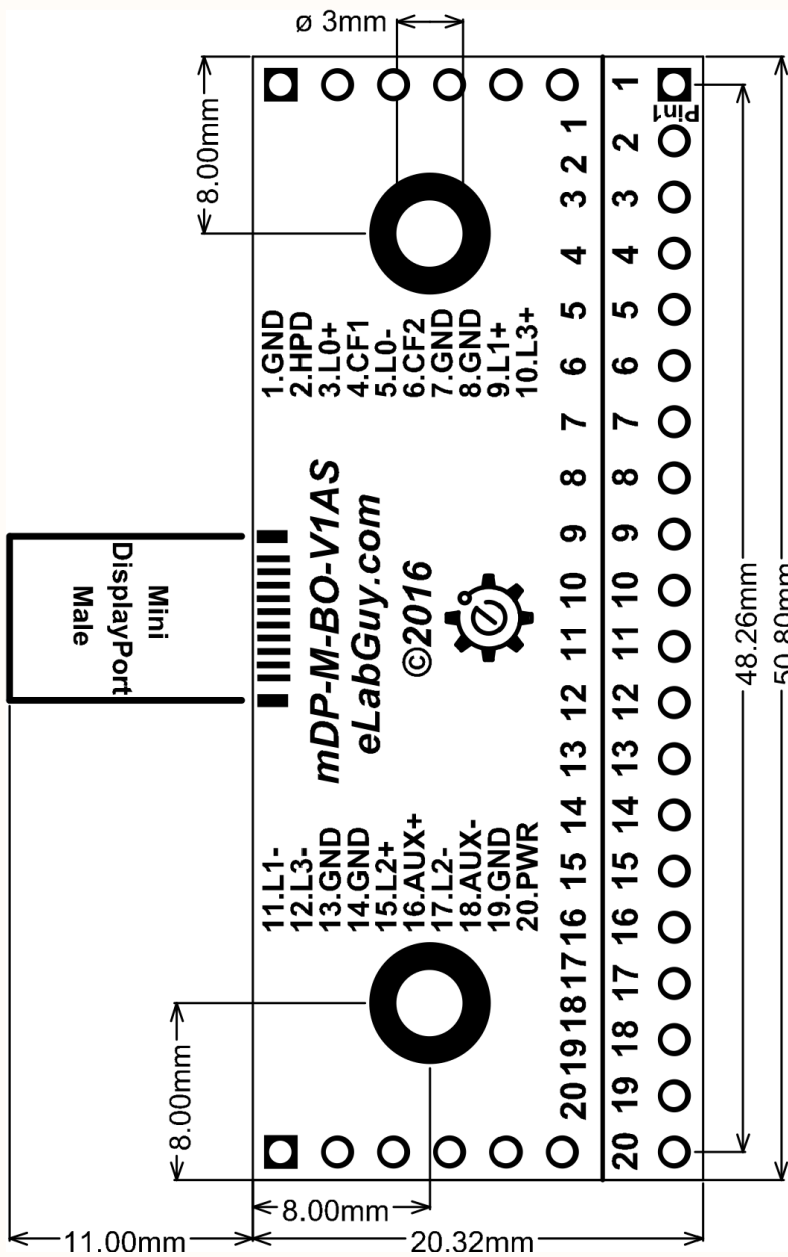 ø 3mm
8.00mm
Pin1
1
2
3
4
5
6
7
8
9
10
11
12
13
14
15
16
17
18
19
20
1
2
3
4
5
6
7
8
9
10
11
12
13
14
15
16
17
18
19
20
1.GND
2.HPD
3.L0+
4.CF1
5.L0-
6.CF2
7.GND
8.GND
9.L1+
10.L3+
Mini
DisplayPort
Male
mDP-M-BO-V1AS
eLabGuy.com
©2016
e
11.L1-
12.L3-
13.GND
14.GND
15.L2+
16.AUX+
17.L2-
18.AUX-
19.GND
20.PWR
48.26mm
50.80mm
8.00mm
8.00mm
11.00mm
20.32mm